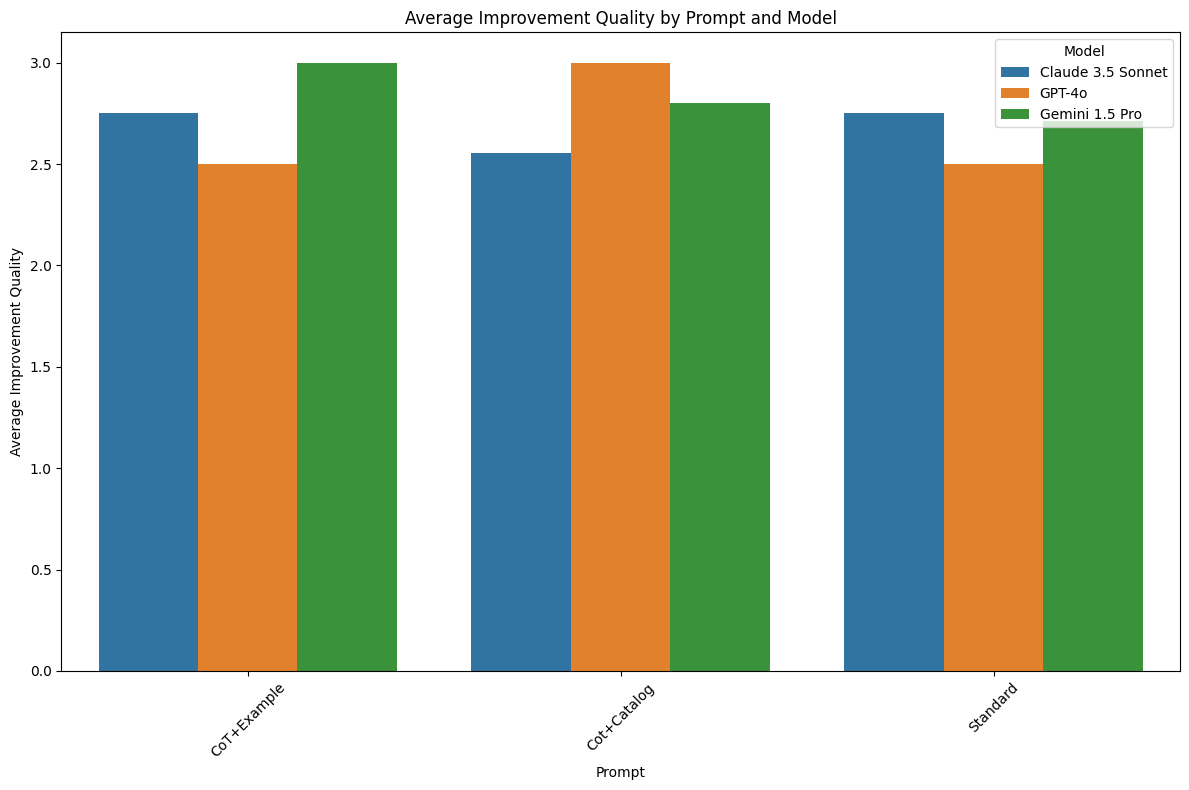 Average Improvement Quality by Prompt and Model
Model
Claude 3.5 Sonnet
GPT-4o
Gemini 1.5 Pro
Average Improvement Quality
3.0
2.5
2.0
1.5
1.0
0.5
0.0
CoT+Example
Cot+Catalog
Standard
Prompt